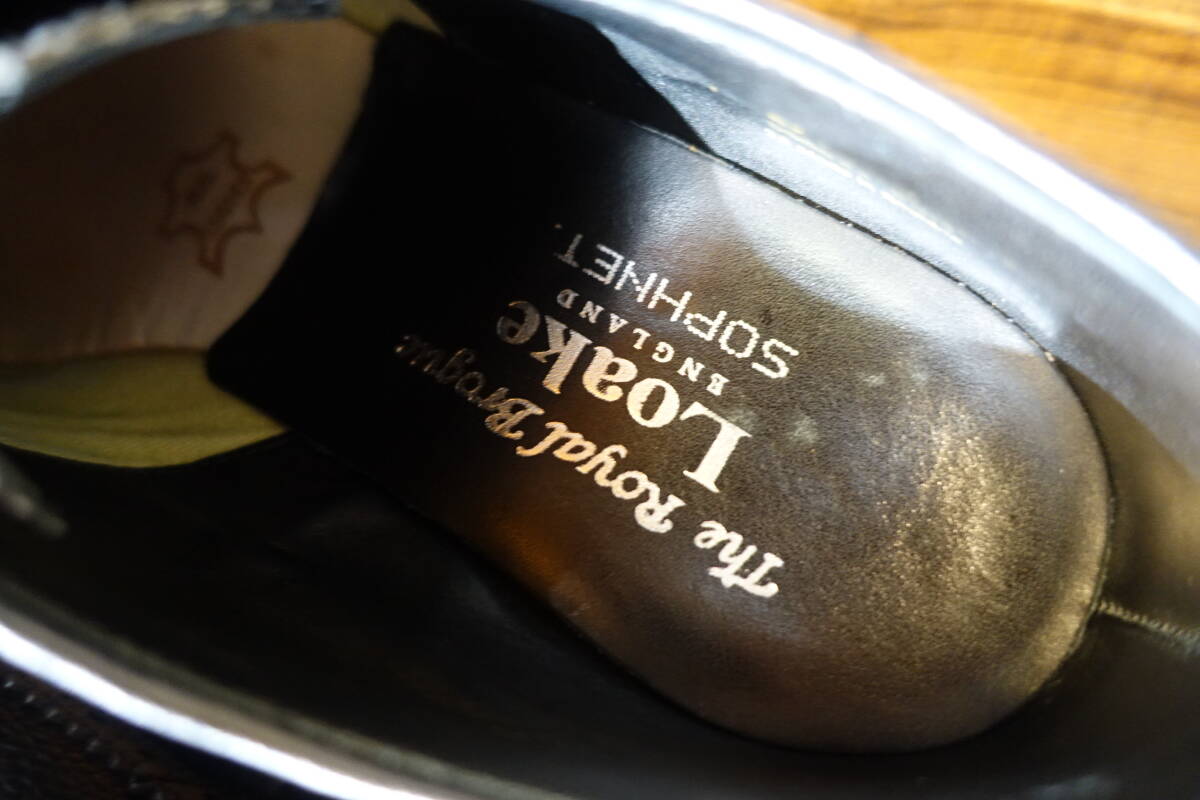 The Royal Brogue
Loake
ENGLAND
SOPHNET.